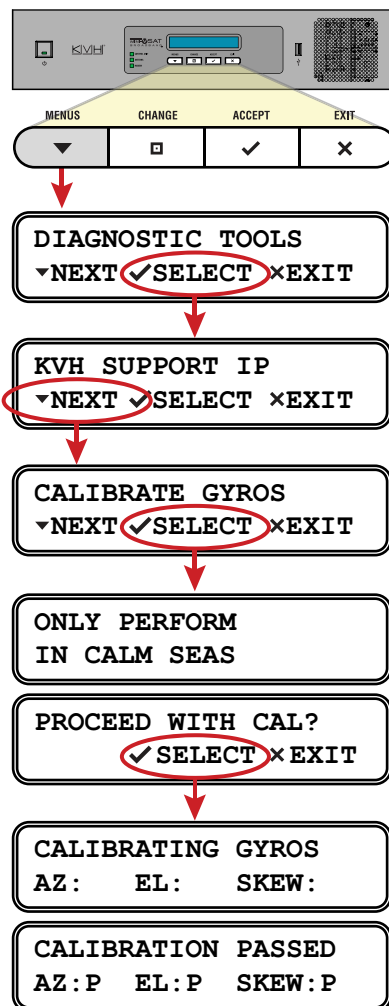 KVH
MENUS CHANGE ACCEPT EXIT
DIAGNOSTIC TOOLS
▼NEXT ✓SELECT ×EXIT
KVH SUPPORT IP
▼NEXT ✓SELECT ×EXIT
CALIBRATE GYROS
▼NEXT ✓SELECT ×EXIT
ONLY PERFORM
IN CALM SEAS
PROCEED WITH CAL?
✓SELECT ×EXIT
CALIBRATING GYROS
AZ: EL: SKEW:
CALIBRATION PASSED
AZ:P EL:P SKEW:P